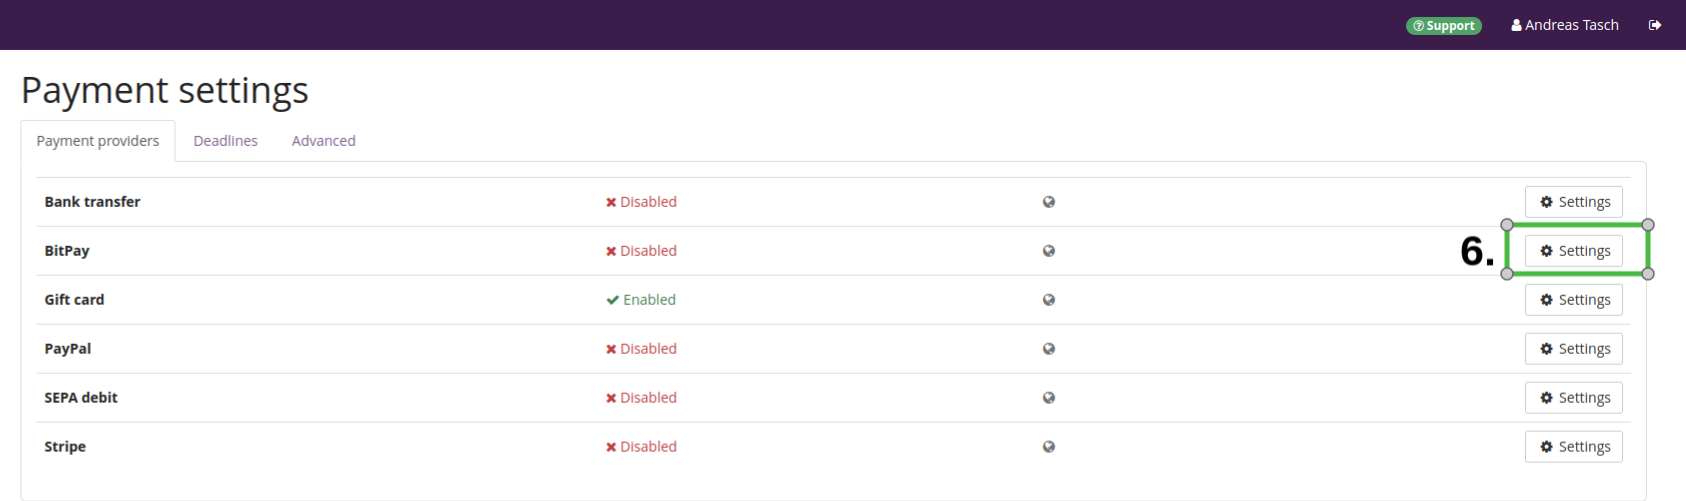 Support Andreas Tasch
Payment settings
Payment providers Deadlines Advanced
Bank transfer Disabled Settings
BitPay Disabled 6. Settings
Gift card Enabled Settings
PayPal Disabled Settings
SEPA debit Disabled Settings
Stripe Disabled Settings